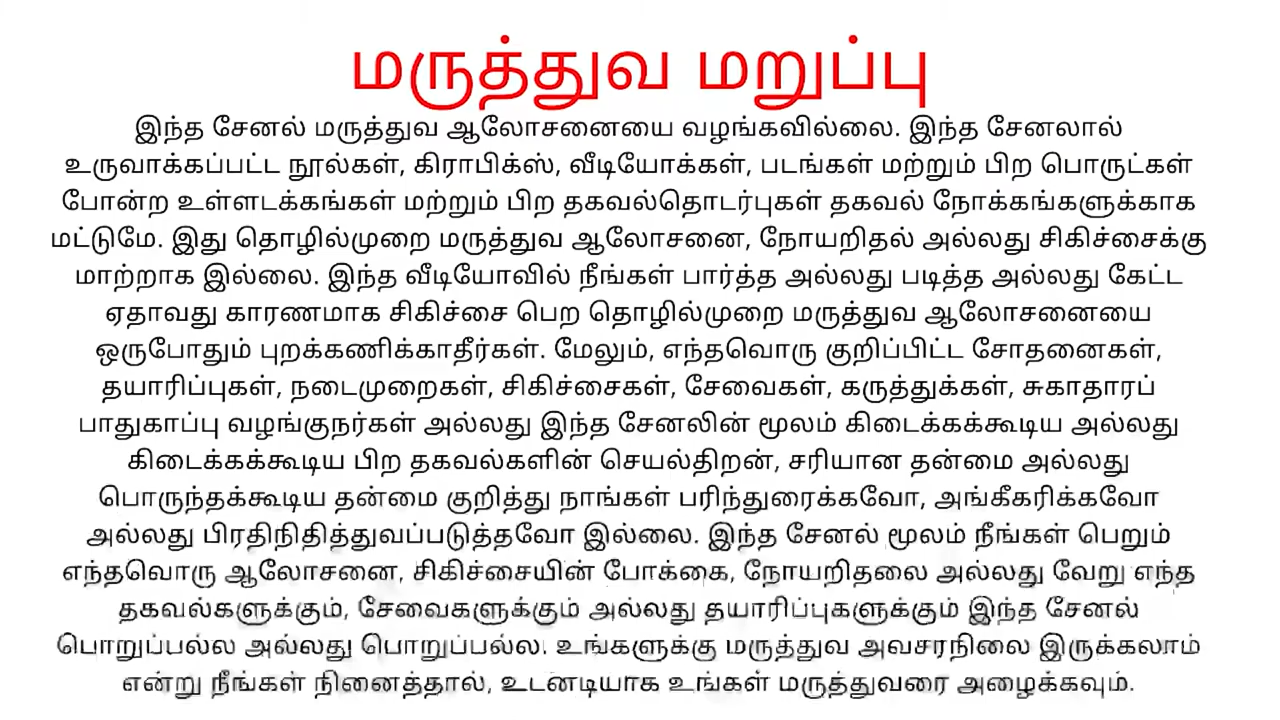 மருத்துவ மறுப்பு
இந்த சேனல் மருத்துவ ஆலோசனையை வழங்கவில்லை. இந்த சேனலால்
உருவாக்கப்பட்ட நூல்கள், கிராபிக்ஸ், வீடியோக்கள், படங்கள் மற்றும் பிற பொருட்கள்
போன்ற உள்ளடக்கங்கள் மற்றும் பிற தகவல்தொடர்புகள் தகவல் நோக்கங்களுக்காக
மட்டுமே. இது தொழில்முறை மருத்துவ ஆலோசனை, நோயறிதல் அல்லது சிகிச்சைக்கு
மாற்றாக இல்லை. இந்த வீடியோவில் நீங்கள் பார்த்த அல்லது படித்த அல்லது கேட்ட
ஏதாவது காரணமாக சிகிச்சை பெற தொழில்முறை மருத்துவ ஆலோசனையை
ஒருபோதும் புறக்கணிக்காதீர்கள். மேலும், எந்தவொரு குறிப்பிட்ட சோதனைகள்,
தயாரிப்புகள், நடைமுறைகள், சிகிச்சைகள், சேவைகள், கருத்துக்கள், சுகாதாரப்
பாதுகாப்பு வழங்குநர்கள் அல்லது இந்த சேனலின் மூலம் கிடைக்கக்கூடிய அல்லது
கிடைக்கக்கூடிய பிற தகவல்களின் செயல்திறன், சரியான தன்மை அல்லது
பொருந்தக்கூடிய தன்மை குறித்து நாங்கள் பரிந்துரைக்கவோ, அங்கீகரிக்கவோ
அல்லது பிரதிநிதித்துவப்படுத்தவோ இல்லை. இந்த சேனல் மூலம் நீங்கள் பெறும்
எந்தவொரு ஆலோசனை, சிகிச்சையின் போக்கை, நோயறிதலை அல்லது வேறு எந்த
தகவல்களுக்கும், சேவைகளுக்கும் அல்லது தயாரிப்புகளுக்கும் இந்த சேனல்
பொறுப்பல்ல அல்லது பொறுப்பல்ல. உங்களுக்கு மருத்துவ அவசரநிலை இருக்கலாம்
என்று நீங்கள் நினைத்தால், உடனடியாக உங்கள் மருத்துவரை அழைக்கவும்.